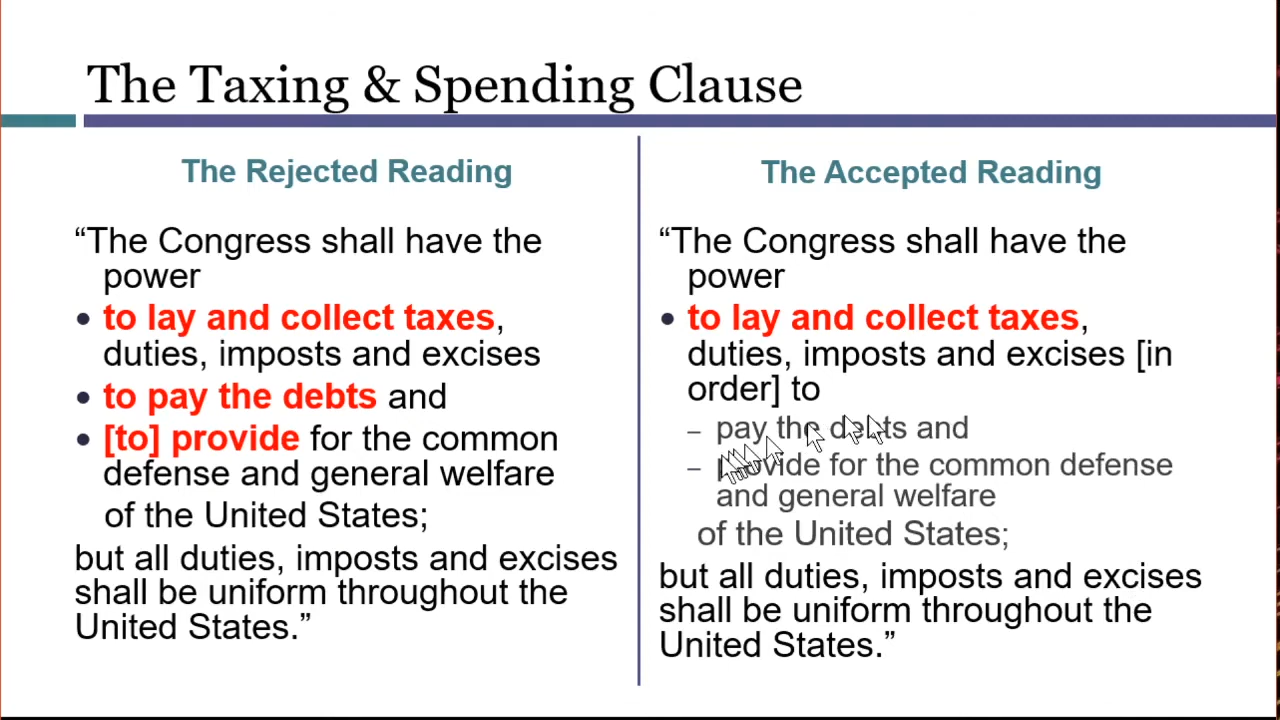 The Taxing & Spending Clause
The Rejected Reading
“The Congress shall have the
power
• to lay and collect taxes,
duties, imposts and excises
• to pay the debts and
• [to] provide for the common
defense and general welfare
of the United States;
but all duties, imposts and excises
shall be uniform throughout the
United States.”
The Accepted Reading
“The Congress shall have the
power
• to lay and collect taxes,
duties, imposts and excises [in
order] to
– pay the debts and
– provide for the common defense
and general welfare
of the United States;
but all duties, imposts and excises
shall be uniform throughout the
United States.”